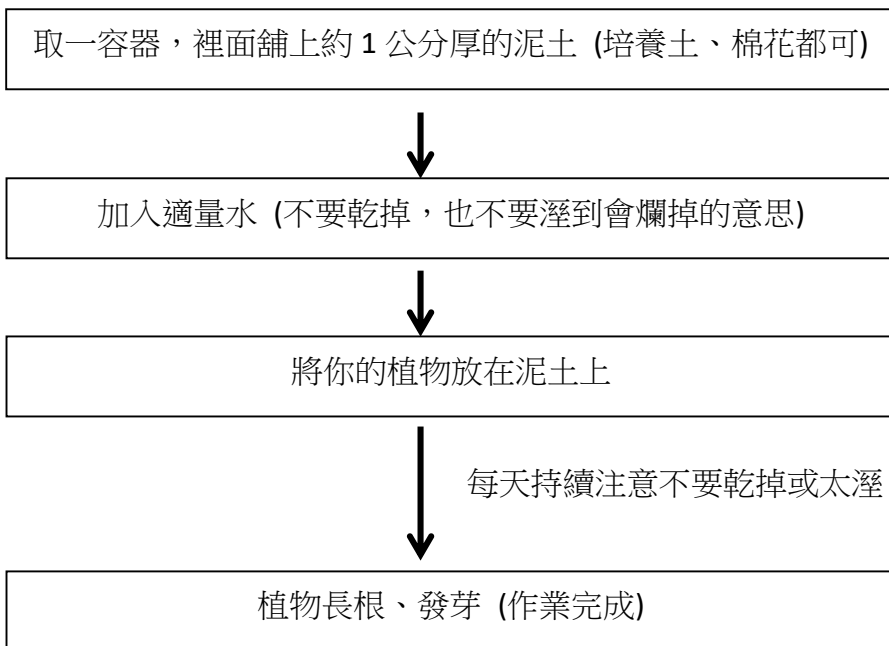 取一容器，裡面舖上約 1 公分厚的泥土 (培養土、棉花都可)
加入適量水 (不要乾掉，也不要溼到會爛掉的意思)
將你的植物放在泥土上
每天持續注意不要乾掉或太溼
植物長根、發芽 (作業完成)